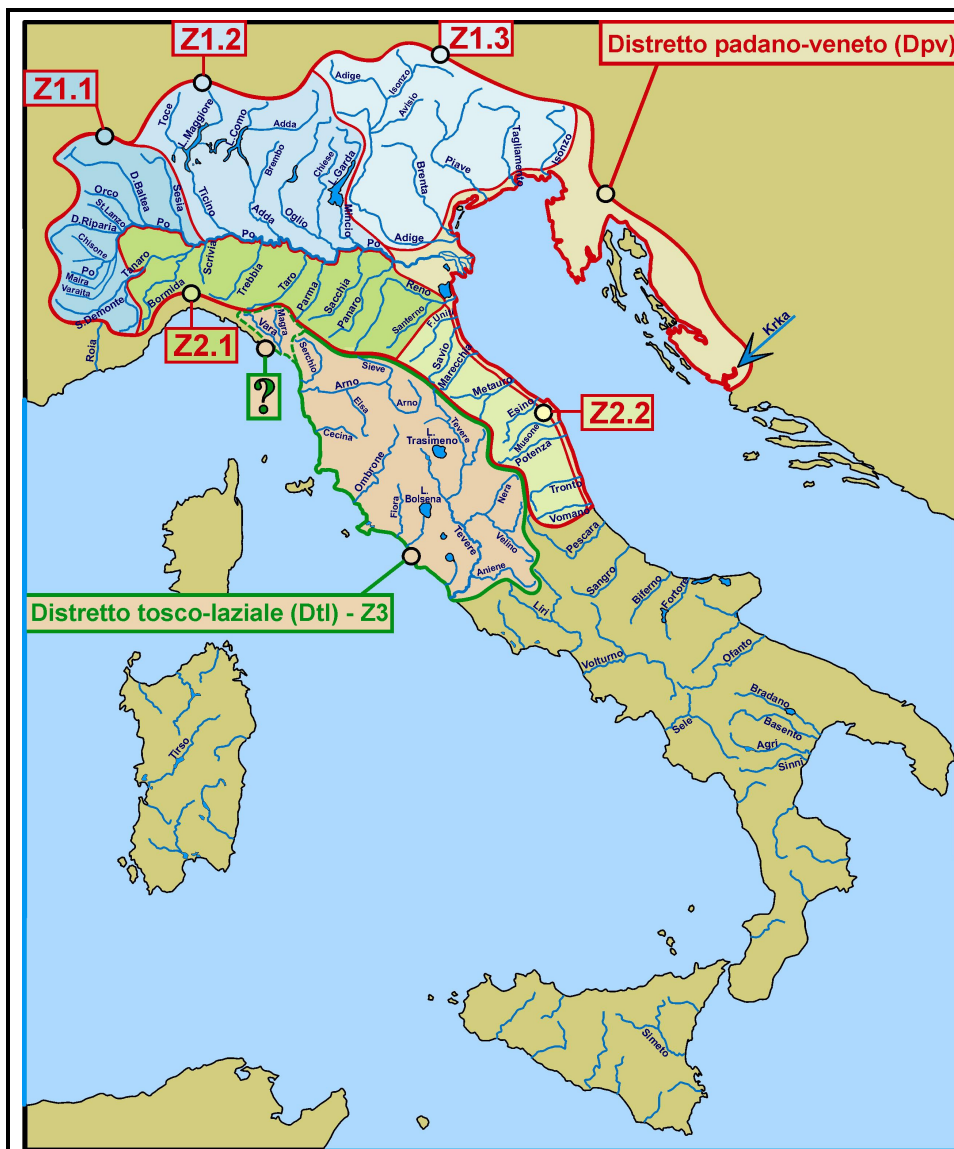 Z1.2
Z1.3
Distretto padano-veneto (Dpv)
Z1.1
Adige
Isonzo
Avisio
Toce
L.Maggiore
L.Como
Adda
Brembo
Chiese
L.Garda
Tagliamento
Isonzo
Piave
Brenta
Orco
D.Baltea
Sesia
St.Lanzo
D.Riparia
Ticino
Adda
Oglio
Mincio
Po
Po
Po
Adige
Chisone
Po
Maira
Varaita
Tanaro
S.Demonte
Bormida
Scrivia
Trebbia
Taro
Parma
Sacchia
Panaro
Reno
Santerno
F.Uniti
Savio
Marecchia
Krka
Roia
Z2.1
Vara
Magra
Serchio
?
Sieve
Arno
Arno
Elsa
Cecina
Metauro
Esino
Musone
Potenza
Z2.2
Tevere
L.
Trasimeno
Ombrone
Fiora
L.
Bolsena
Nera
Tronto
Vomano
Tevere
Velino
Aniene
Pescara
Distretto tosco-laziale (Dtl) - Z3
Liri
Sangro
Biferno
Fortore
Volturno
Ofanto
Sele
Bradano
Basento
Agri
Sinni
Tirso
Simeto